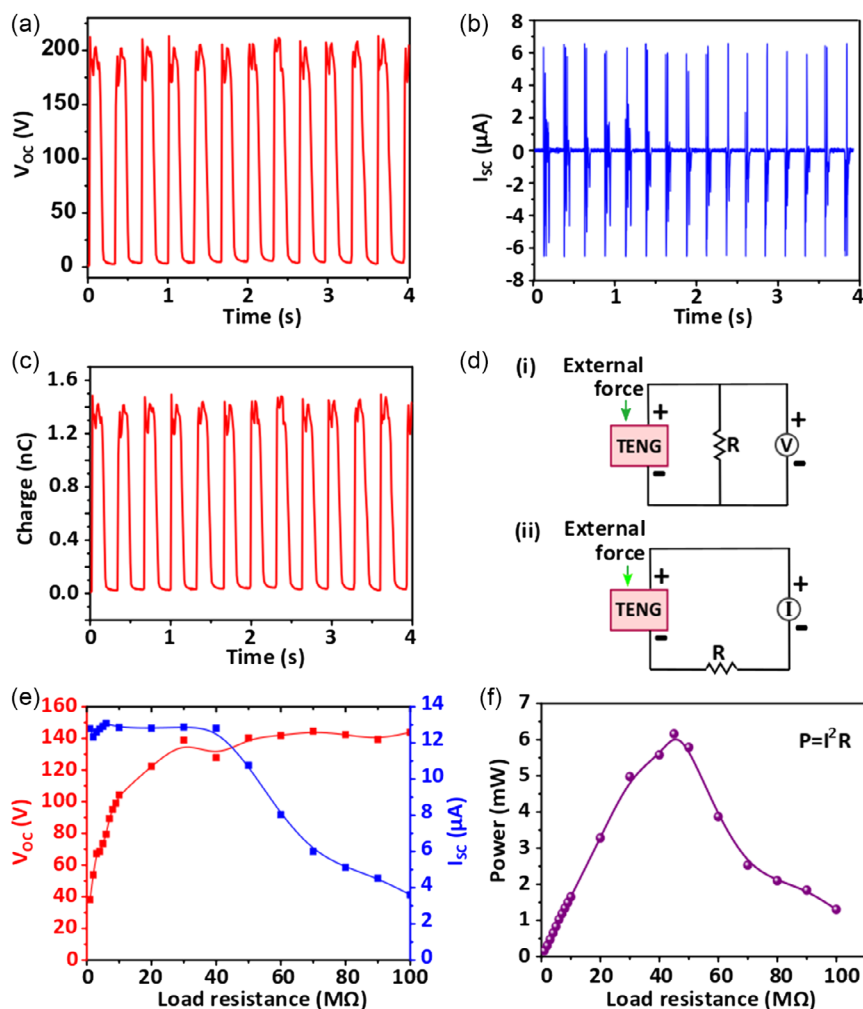 (a)
200
150
100
50
0
V_OC (V)
0 1 2 3 4
Time (s)
(b)
8
6
4
2
0
-2
-4
-6
-8
I_SC (µA)
0 1 2 3 4
Time (s)
(c)
1.6
1.2
0.8
0.4
0.0
Charge (nC)
0 1 2 3 4
Time (s)
(d)
(i) External
force
+
TENG
-
R
+
V
-
(ii) External
force
+
TENG
-
R
+
I
-
(e)
160
140
120
100
80
60
40
20
0
V_OC (V)
14
12
10
8
6
4
2
0
I_SC (µA)
0 20 40 60 80 100
Load resistance (MΩ)
(f)
7
6
5
4
3
2
1
0
Power (mW)
P=I²R
0 20 40 60 80 100
Load resistance (MΩ)